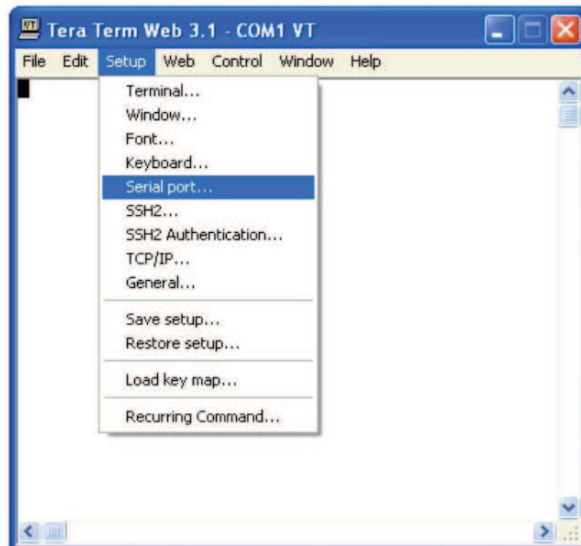 Tera Term Web 3.1 - COM1 VT
File Edit Setup Web Control Window Help
Terminal...
Window...
Font...
Keyboard...
Serial port...
SSH2...
SSH2 Authentication...
TCP/IP...
General...
Save setup...
Restore setup...
Load key map...
Recurring Command...